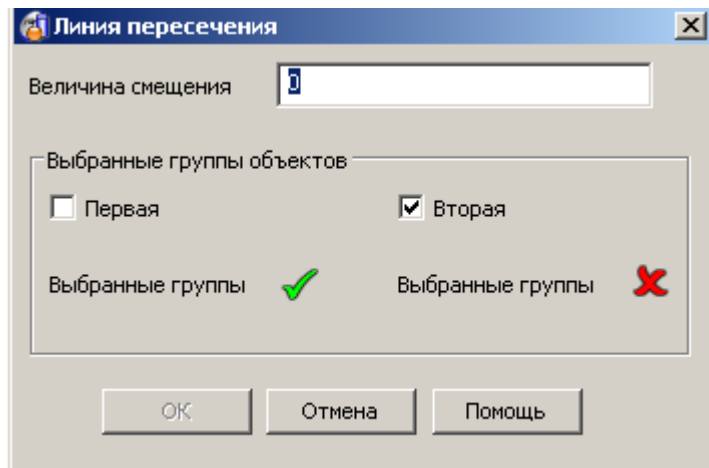 Линия пересечения
Величина смещения 0
Выбранные группы объектов
Первая Вторая
Выбранные группы Выбранные группы
OK Отмена Помощь